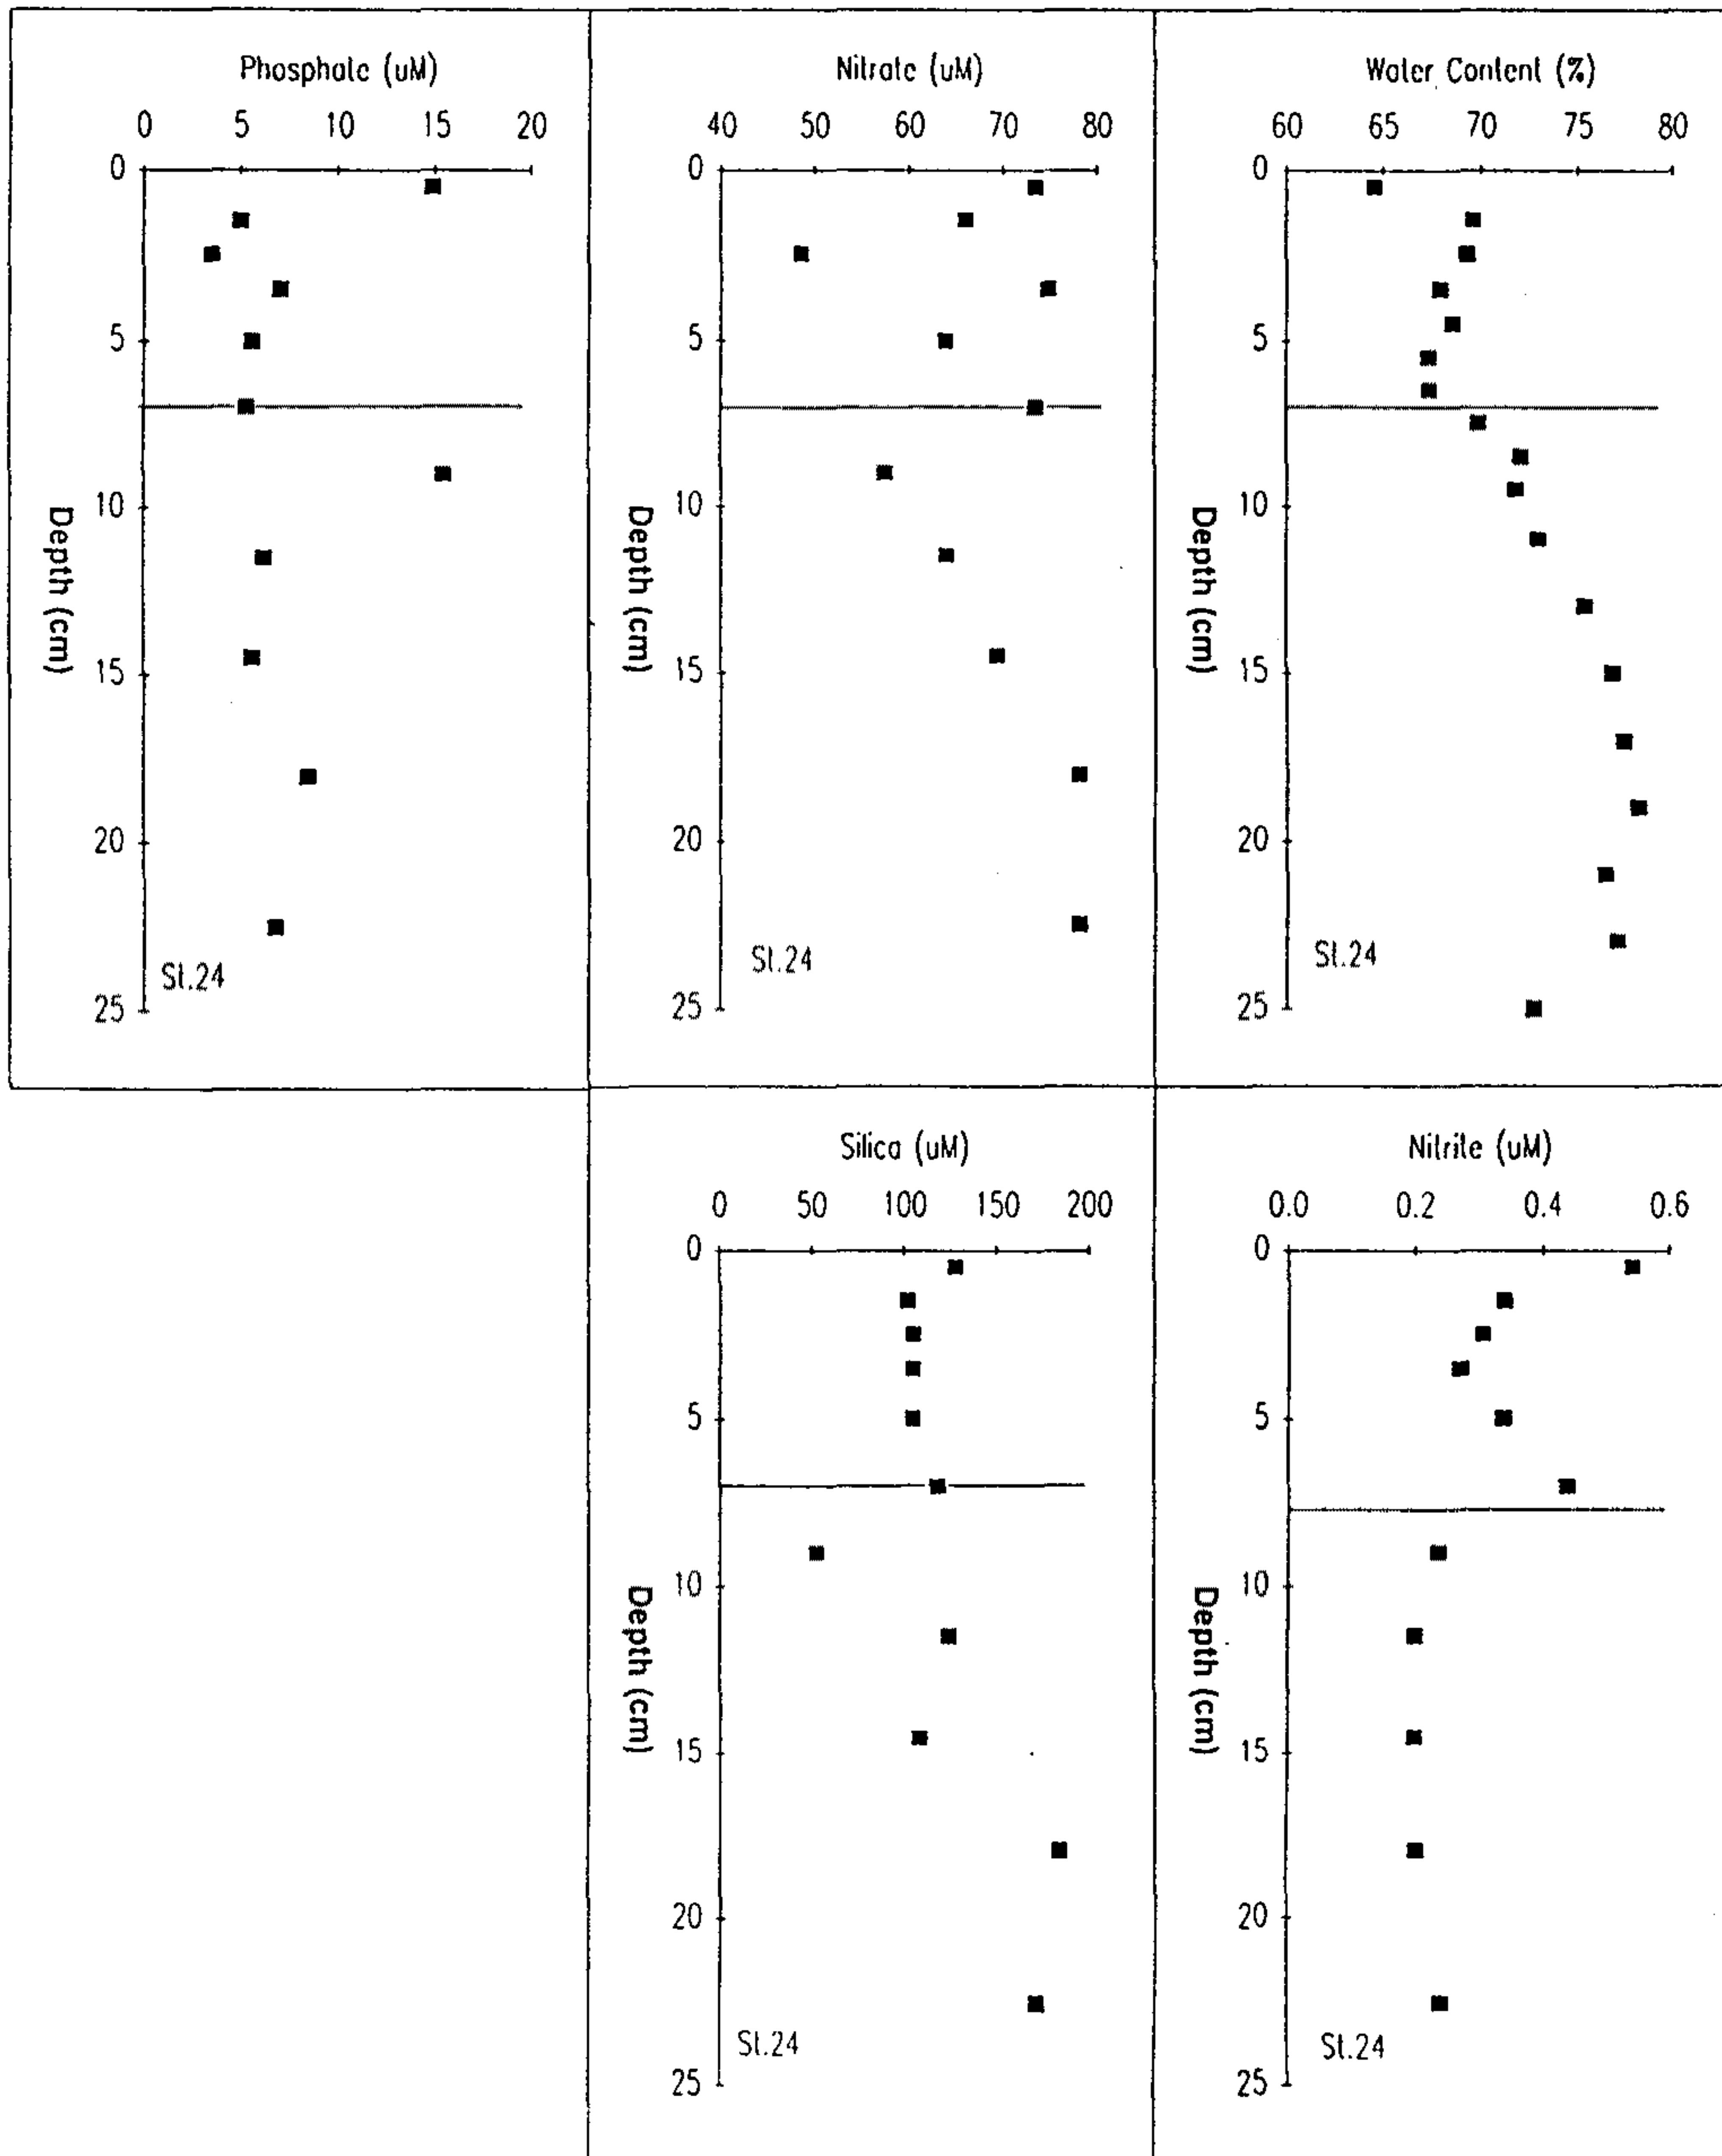 Phosphate (uM)
0 5 10 15 20
0
5
10
15
20
25
Depth (cm)
St.24
Nitrate (uM)
40 50 60 70 80
0
5
10
15
20
25
Depth (cm)
St.24
Water Content (%)
60 65 70 75 80
0
5
10
15
20
25
Depth (cm)
St.24
Silica (uM)
0 50 100 150 200
0
5
10
15
20
25
Depth (cm)
St.24
Nitrite (uM)
0.0 0.2 0.4 0.6
0
5
10
15
20
25
Depth (cm)
St.24